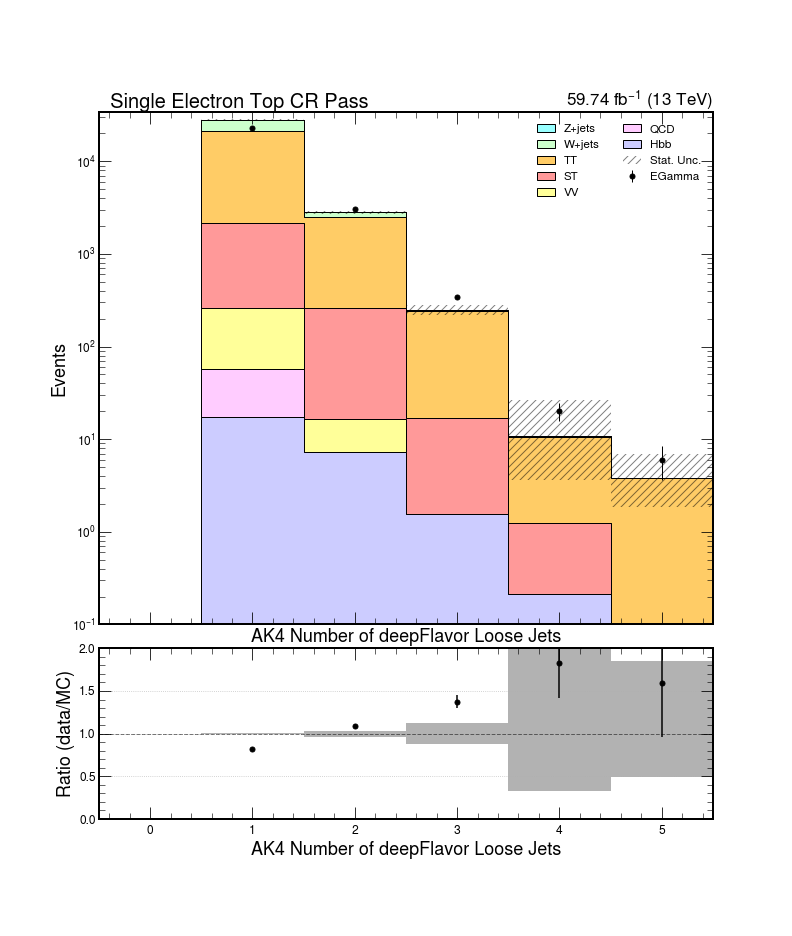 Single Electron Top CR Pass
59.74 fb⁻¹ (13 TeV)
Z+jets
W+jets
TT
ST
VV
QCD
Hbb
Stat. Unc.
EGamma
Events
10⁴
10³
10²
10¹
10⁰
10⁻¹
AK4 Number of deepFlavor Loose Jets
Ratio (data/MC)
2.0
1.5
1.0
0.5
0.0
0 1 2 3 4 5
AK4 Number of deepFlavor Loose Jets